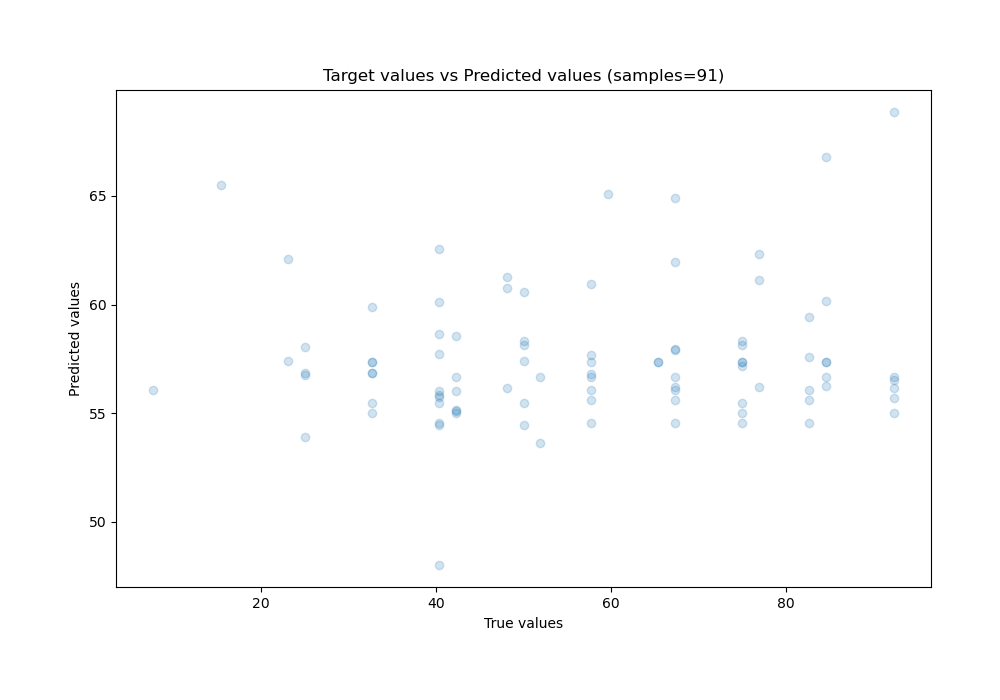 Target values vs Predicted values (samples=91)
Predicted values
65
60
55
50
20 40 60 80
True values